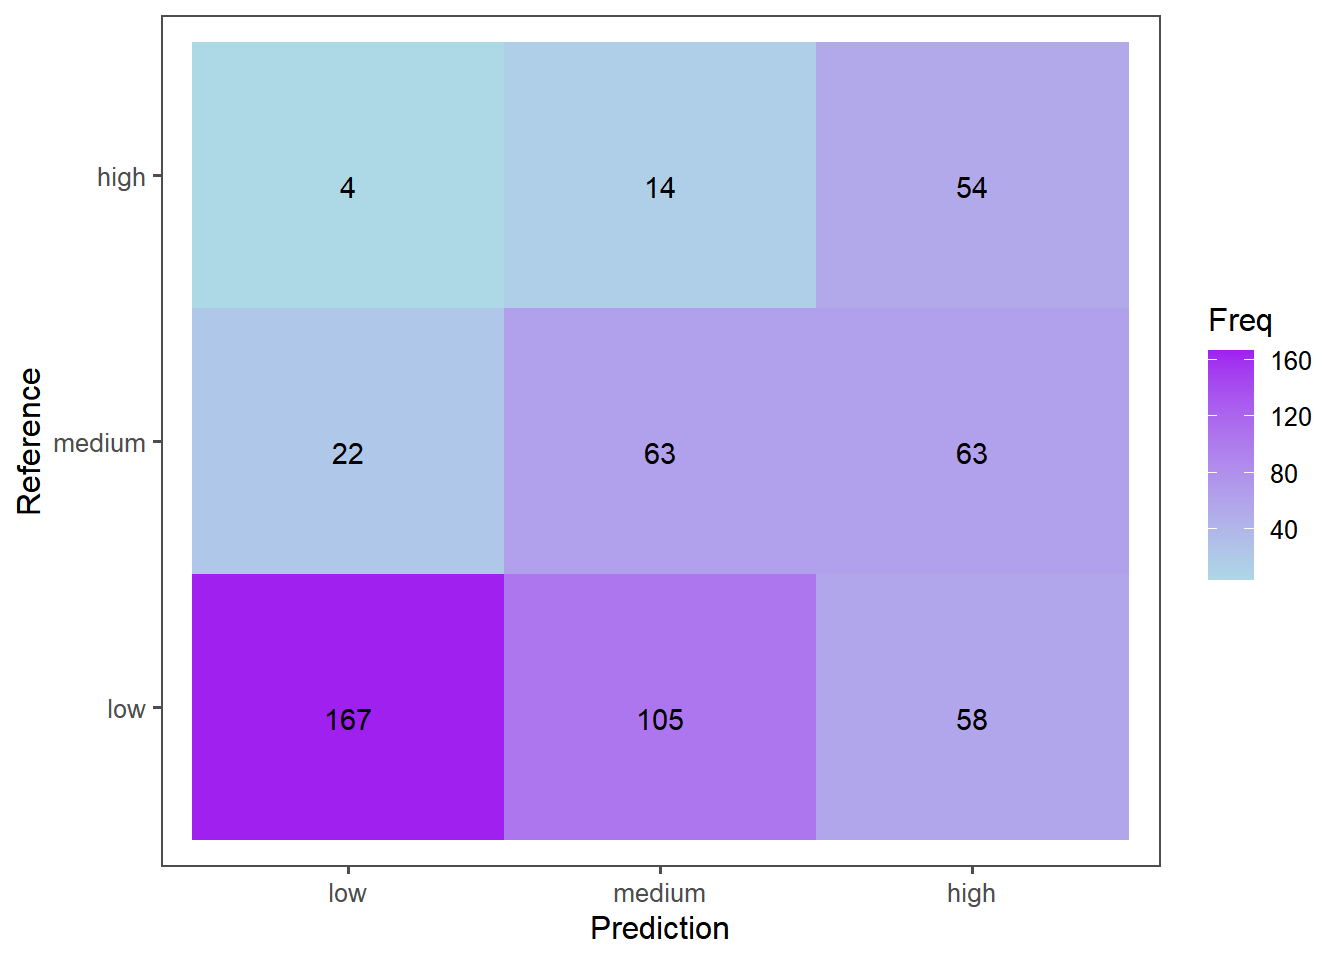 high 4 14 54
medium 22 63 63
low 167 105 58
low medium high
Prediction
Reference
Freq
160
120
80
40